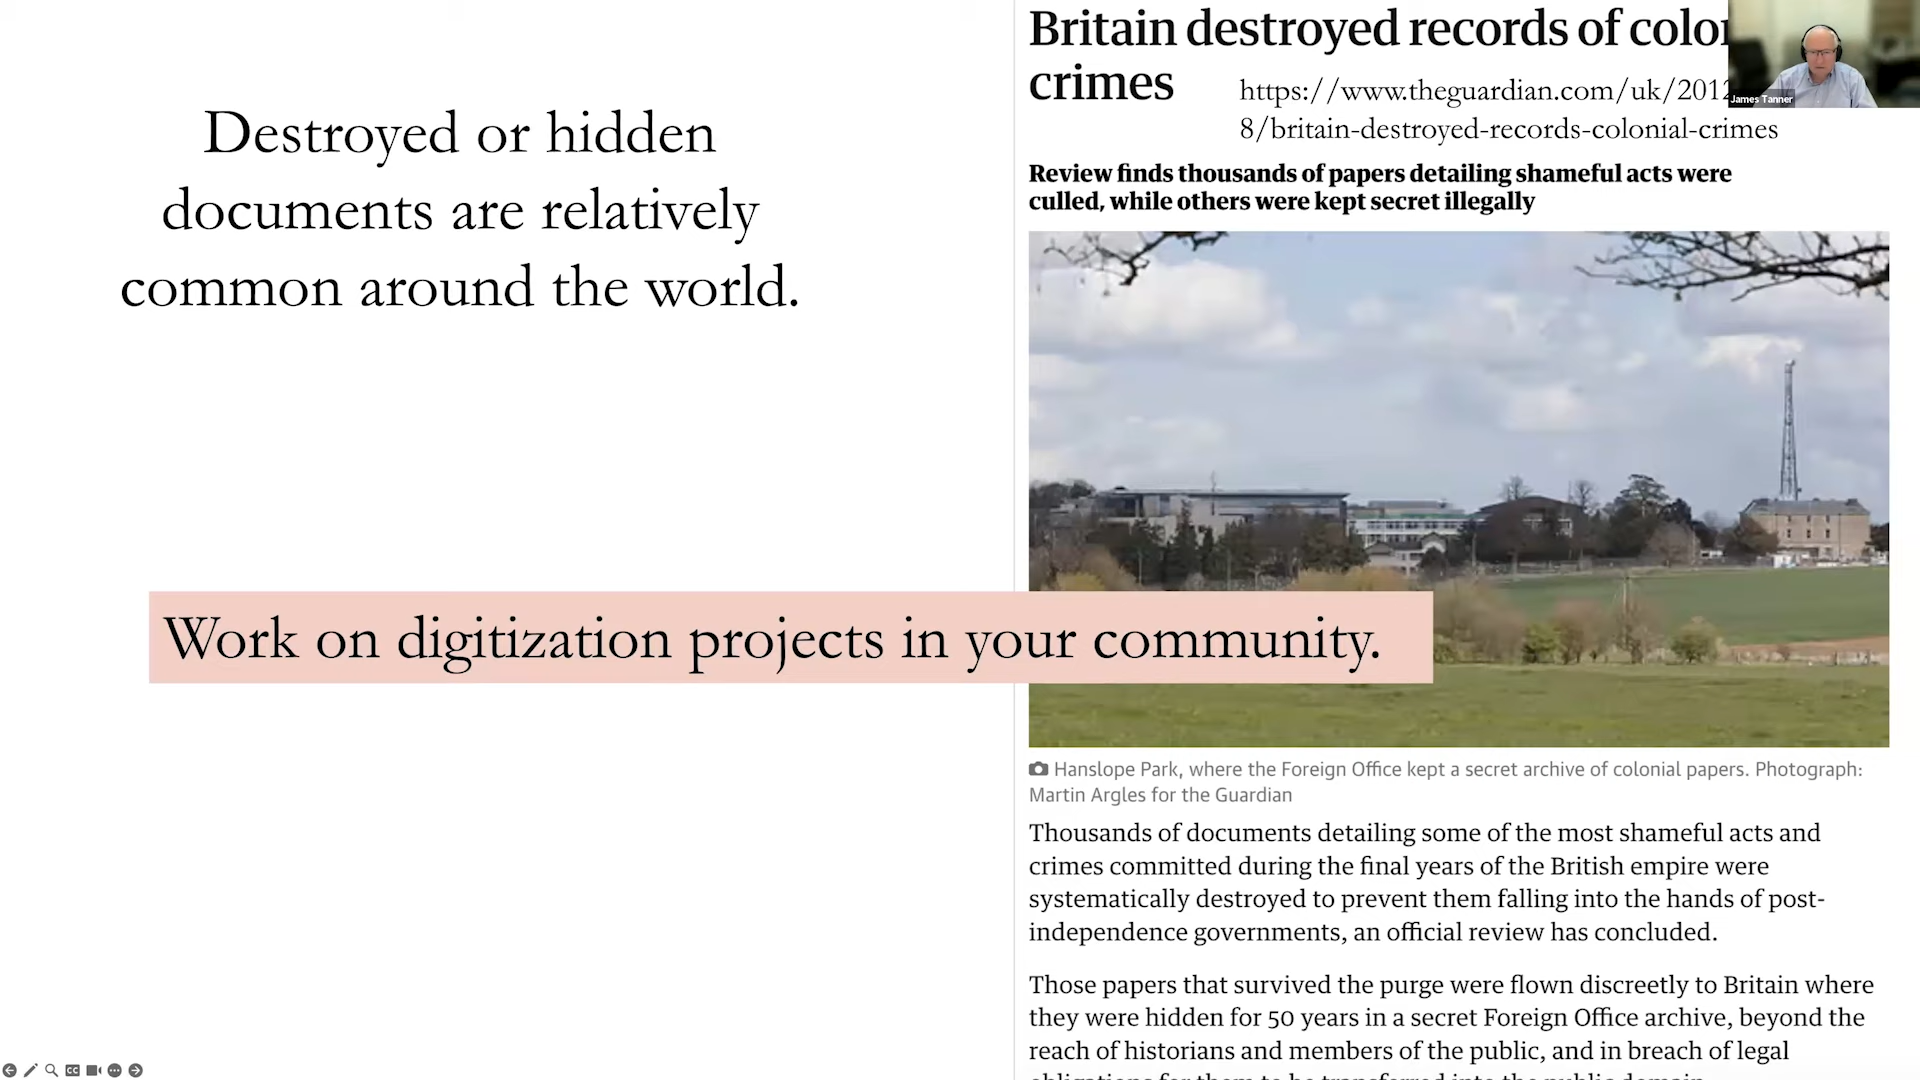 Destroyed or hidden
documents are relatively
common around the world.
Work on digitization projects in your community.
Britain destroyed records of
crimes
https://www.theguardian.com/uk/201
8/britain-destroyed-records-colonial-crimes
James Tanner
Review finds thousands of papers detailing shameful acts were
culled, while others were kept secret illegally
Hanslope Park, where the Foreign Office kept a secret archive of colonial papers. Photograph:
Martin Argles for the Guardian
Thousands of documents detailing some of the most shameful acts and
crimes committed during the final years of the British empire were
systematically destroyed to prevent them falling into the hands of post-
independence governments, an official review has concluded.
Those papers that survived the purge were flown discreetly to Britain where
they were hidden for 50 years in a secret Foreign Office archive, beyond the
reach of historians and members of the public, and in breach of legal